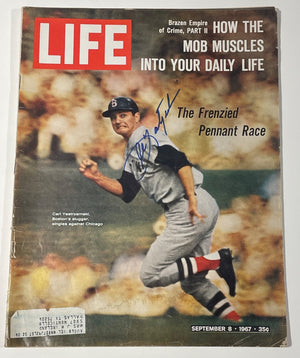 LIFE
Brazen Empire
of Crime, PART II
HOW THE
MOB MUSCLES
INTO YOUR DAILY LIFE
The Frenzied
Pennant Race
Carl Yastrzemski,
Boston's slugger,
singles against Chicago
SEPTEMBER 8 · 1967 · 35¢